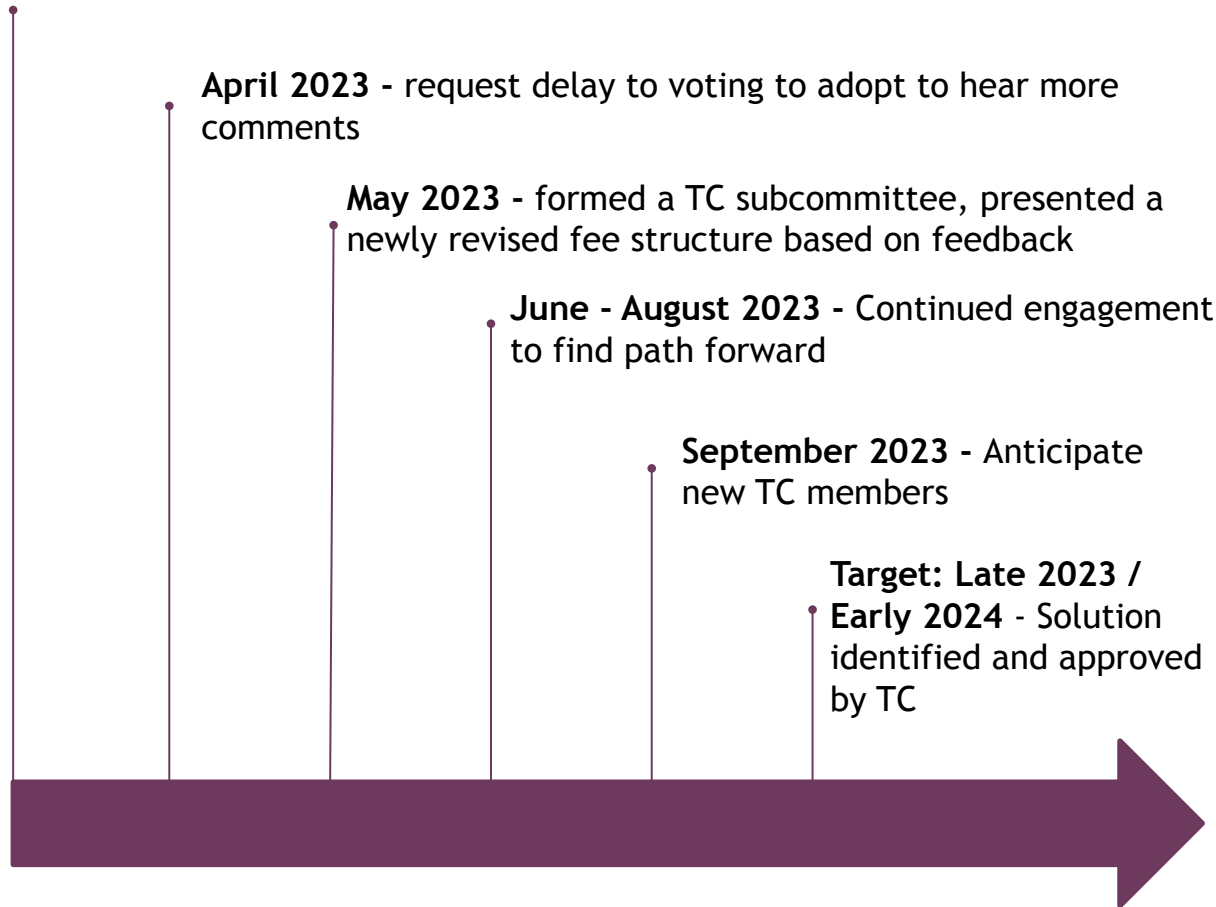 April 2023 - request delay to voting to adopt to hear more
comments
May 2023 - formed a TC subcommittee, presented a
newly revised fee structure based on feedback
June - August 2023 - Continued engagement
to find path forward
September 2023 - Anticipate
new TC members
Target: Late 2023 /
Early 2024 - Solution
identified and approved
by TC